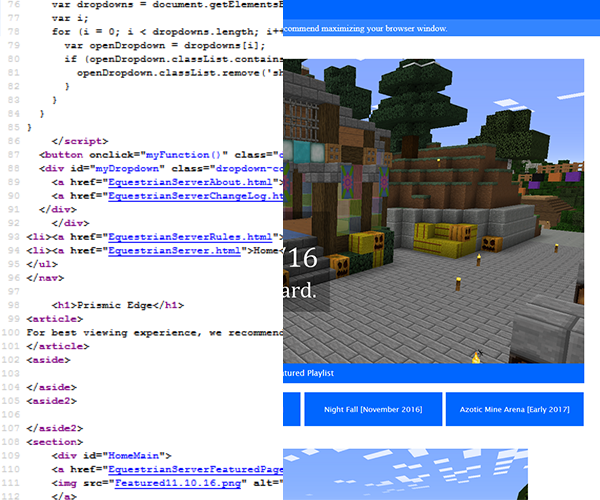 76 var dropdowns = document.getElementsB
77 var i;
78 for (i = 0; i < dropdowns.length; i+
79 var openDropdown = dropdowns[i];
80 if (openDropdown.classList.contains
81 openDropdown.classList.remove('sh
82 }
83 }
84 }
85 }
86 </script>
87 <button onclick="myFunction()" class="d
88 <div id="myDropdown" class="dropdown-co
89 <a href="EquestrianServerAbout.html">
90 <a href="EquestrianServerChangeLog.htm
91 </div>
92 </div>
93
94 <li><a href="EquestrianServerRules.html"
94 <li><a href="EquestrianServer.html">Home<
95 </ul>
96 </nav>
97
98 <h1>Prismic Edge</h1>
99 <article>
100 For best viewing experience, we recommend
101 </article>
102 <aside>
103
104 </aside>
105 <aside2>
106
107 </aside2>
108 <section>
109 <div id="HomeMain">
110 <a href="EquestrianServerFeaturedPage
111 <img src="Featured11.10.16.png" alt="
112 </a>
commend maximizing your browser window.
/16
ard.
atured Playlist
Night Fall [November 2016]
Azotic Mine Arena [Early 2017]